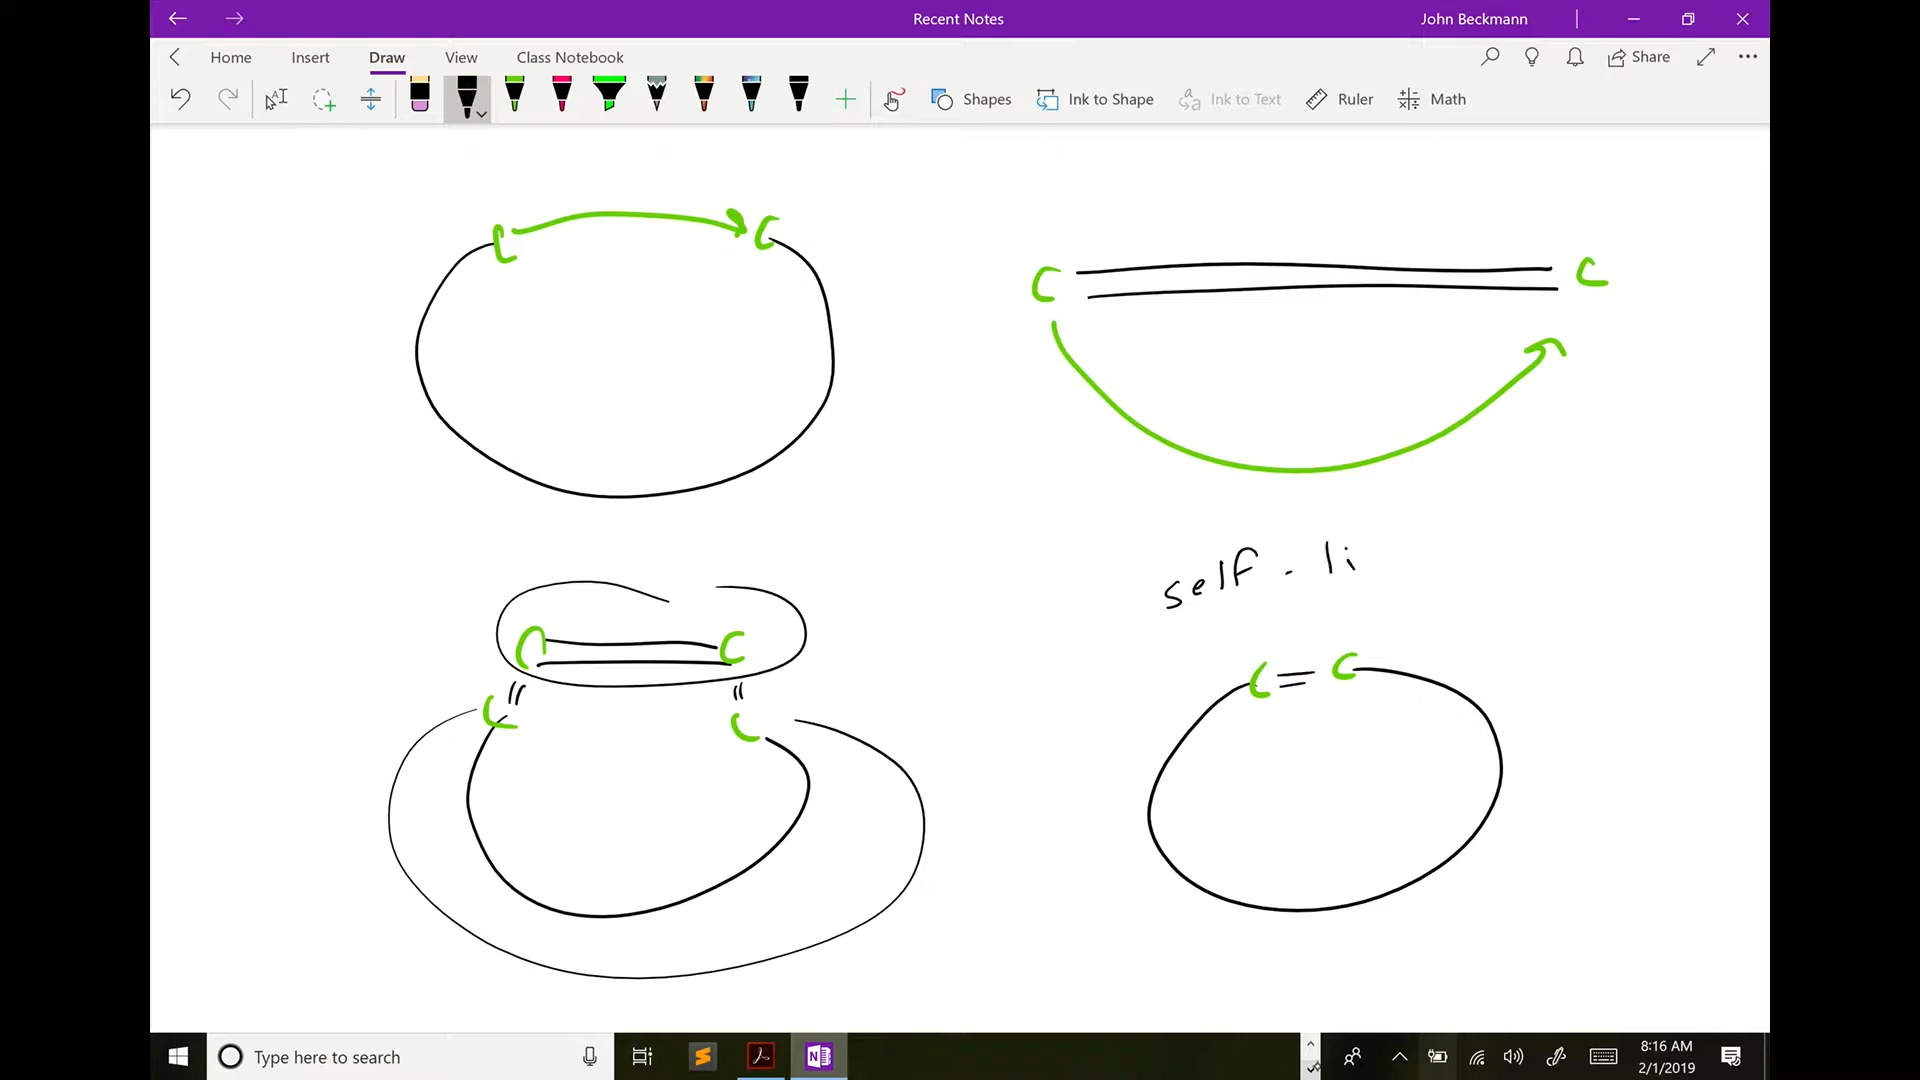 Recent Notes
John Beckmann
Home Insert Draw View Class Notebook
Share
Shapes Ink to Shape Ink to Text Ruler Math
C C
C C
self - li
C C
C = C
C C
Type here to search
8:16 AM
2/1/2019